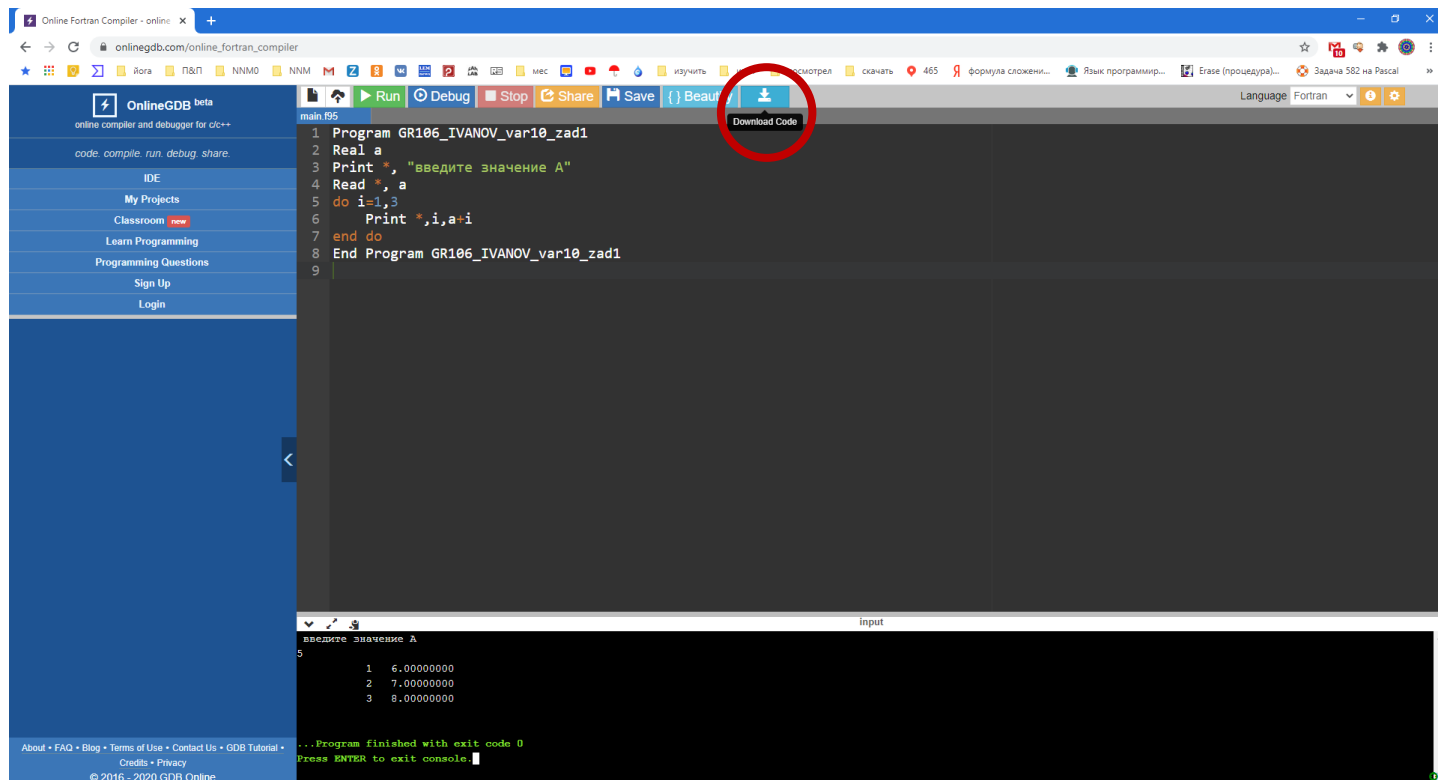 Online Fortran Compiler - online
onlinegdb.com/online_fortran_compiler
10
йога П&П NNM0 NNM мес изучить смотрел скачать 465 формула сложени... Язык программир... Erase (процедура)... Задача 582 на Pascal »
OnlineGDB beta
online compiler and debugger for c/c++
code. compile. run. debug. share.
IDE
My Projects
Classroom new
Learn Programming
Programming Questions
Sign Up
Login
About • FAQ • Blog • Terms of Use • Contact Us • GDB Tutorial •
Credits • Privacy
© 2016 - 2020 GDB Online
Run Debug Stop Share Save { } Beautify
Language Fortran
Download Code
main.f95
1 Program GR106_IVANOV_var10_zad1
2 Real a
3 Print *, "введите значение A"
4 Read *, a
5 do i=1,3
6 Print *,i,a+i
7 end do
8 End Program GR106_IVANOV_var10_zad1
9
input
введите значение A
5
1 6.00000000
2 7.00000000
3 8.00000000
...Program finished with exit code 0
Press ENTER to exit console.